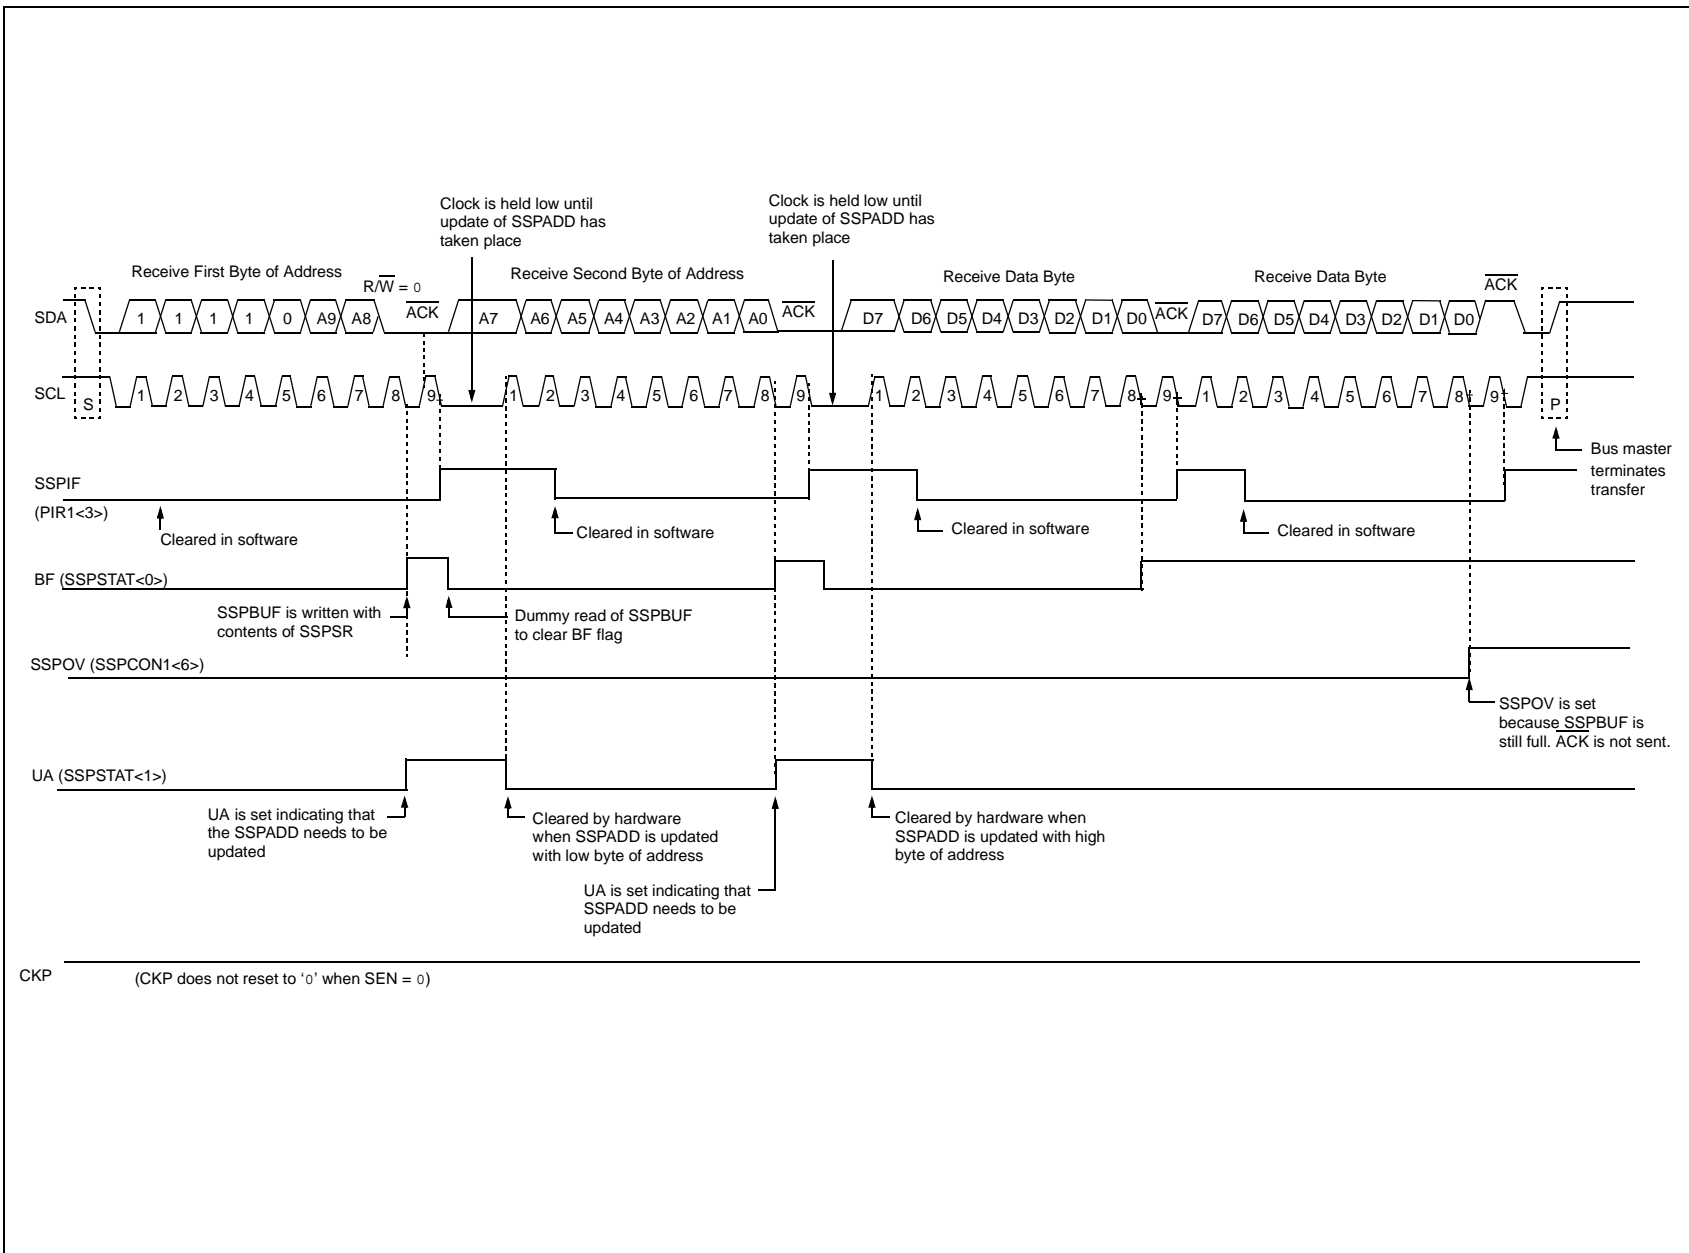 Clock is held low until
update of SSPADD has
taken place
Clock is held low until
update of SSPADD has
taken place
Receive First Byte of Address
R/W = 0
ACK
Receive Second Byte of Address
ACK
Receive Data Byte
ACK
Receive Data Byte
ACK
SDA
1 1 1 1 0 A9 A8 A7 A6 A5 A4 A3 A2 A1 A0 D7 D6 D5 D4 D3 D2 D1 D0 D7 D6 D5 D4 D3 D2 D1 D0
SCL
S 1 2 3 4 5 6 7 8 9 1 2 3 4 5 6 7 8 9 1 2 3 4 5 6 7 8 9 1 2 3 4 5 6 7 8 9 P
Bus master
terminates
transfer
SSPIF
(PIR1<3>)
Cleared in software
Cleared in software
Cleared in software
Cleared in software
BF (SSPSTAT<0>)
SSPBUF is written with
contents of SSPSR
Dummy read of SSPBUF
to clear BF flag
SSPOV (SSPCON1<6>)
SSPOV is set
because SSPBUF is
still full. ACK is not sent.
UA (SSPSTAT<1>)
UA is set indicating that
the SSPADD needs to be
updated
Cleared by hardware
when SSPADD is updated
with low byte of address
UA is set indicating that
SSPADD needs to be
updated
Cleared by hardware when
SSPADD is updated with high
byte of address
CKP
(CKP does not reset to ‘0’ when SEN = 0)